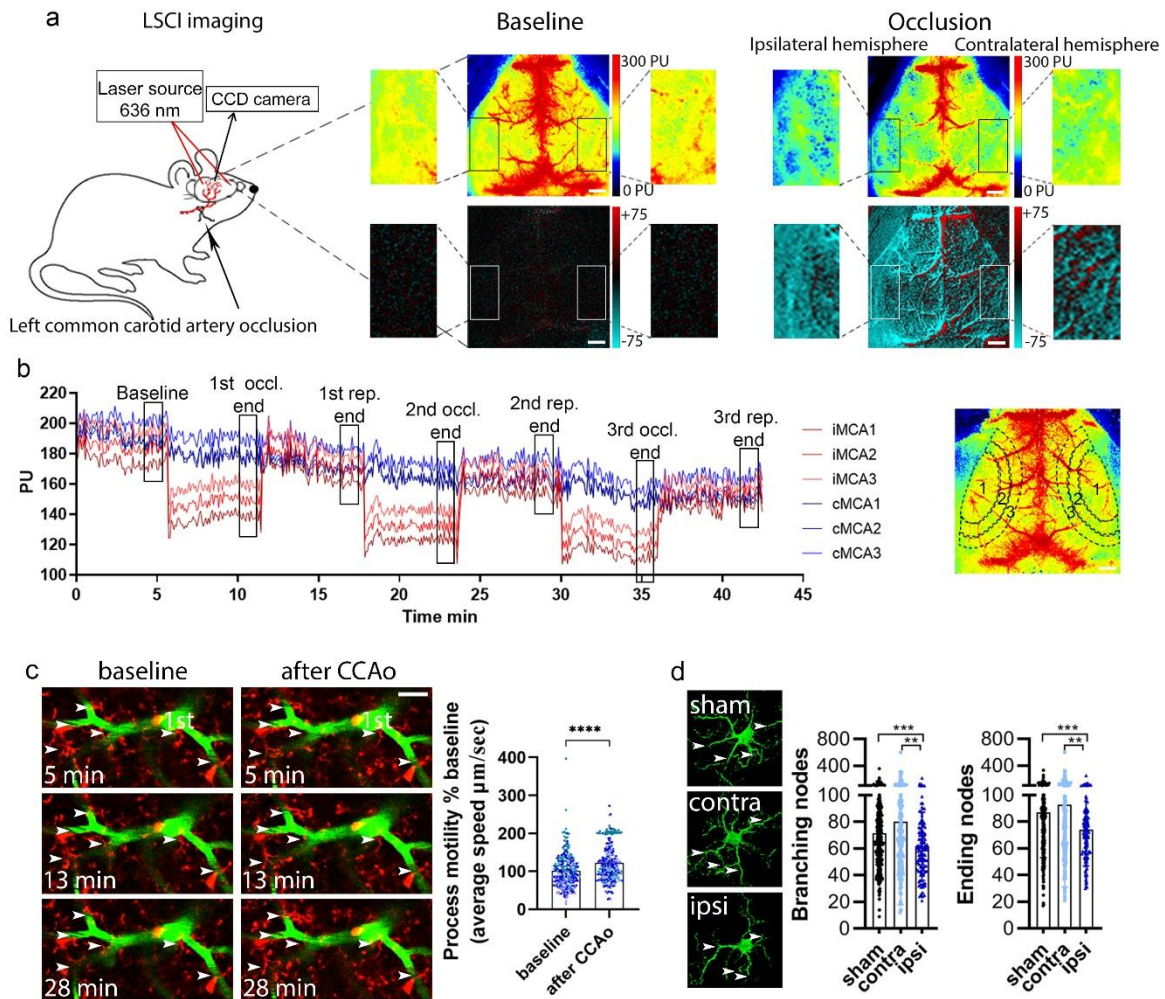 a
LSCI imaging
Baseline
Occlusion
Ipsilateral hemisphere
Contralateral hemisphere
Laser source
636 nm
CCD camera
Left common carotid artery occlusion
300 PU
0 PU
+75
-75
300 PU
0 PU
+75
-75
b
220
200
180
160
140
120
100
PU
0
5
10
15
20
25
30
35
40
45
Time min
Baseline
1st occl.
end
1st rep.
end
2nd occl.
end
2nd rep.
end
3rd occl.
end
3rd rep.
end
iMCA1
iMCA2
iMCA3
cMCA1
cMCA2
cMCA3
1
2
3
1
2
3
c
baseline
after CCAo
1st
1st
5 min
5 min
13 min
13 min
28 min
28 min
Process motility % baseline
(average speed µm/sec)
400
300
200
100
0
****
baseline
after CCAo
d
sham
contra
ipsi
Branching nodes
800
400
100
80
60
40
20
0
***
**
sham
contra
ipsi
Ending nodes
800
400
100
80
60
40
20
0
***
**
sham
contra
ipsi